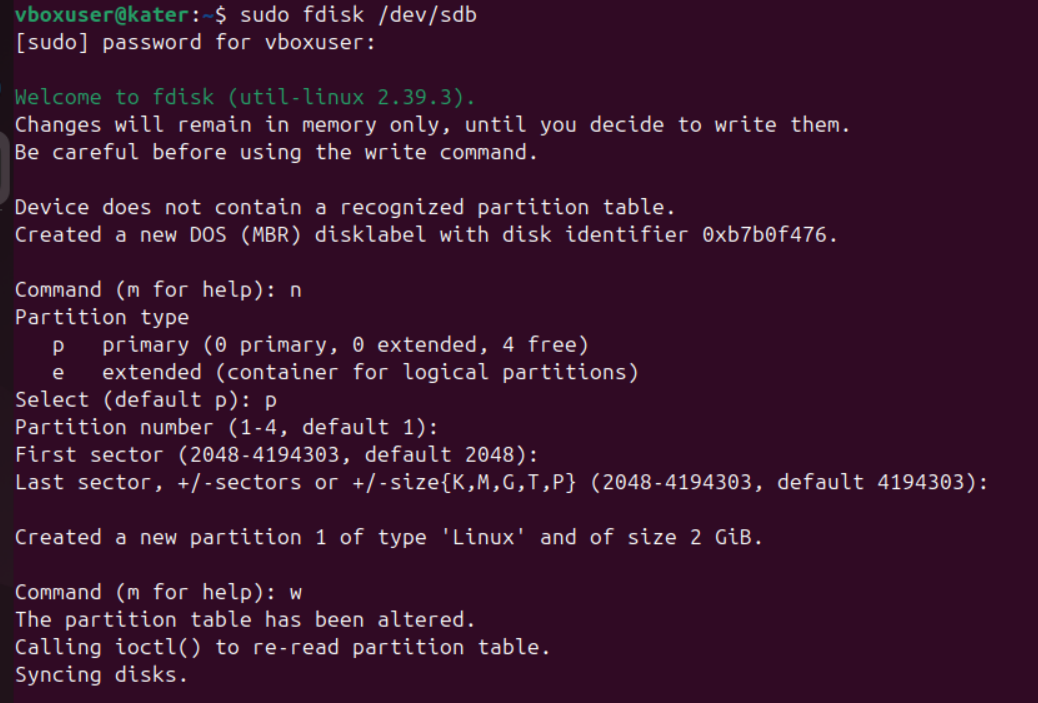 vboxuser@kater:~$ sudo fdisk /dev/sdb
[sudo] password for vboxuser:
Welcome to fdisk (util-linux 2.39.3).
Changes will remain in memory only, until you decide to write them.
Be careful before using the write command.
Device does not contain a recognized partition table.
Created a new DOS (MBR) disklabel with disk identifier 0xb7b0f476.
Command (m for help): n
Partition type
   p   primary (0 primary, 0 extended, 4 free)
   e   extended (container for logical partitions)
Select (default p): p
Partition number (1-4, default 1):
First sector (2048-4194303, default 2048):
Last sector, +/-sectors or +/-size{K,M,G,T,P} (2048-4194303, default 4194303):
Created a new partition 1 of type 'Linux' and of size 2 GiB.
Command (m for help): w
The partition table has been altered.
Calling ioctl() to re-read partition table.
Syncing disks.